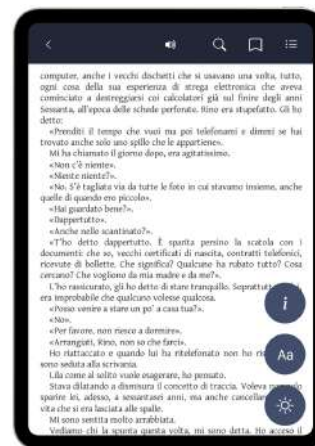 computer, anche i vecchi dischetti che si usavano una volta, tutto,
ogni cosa della sua esperienza di strega elettronica che aveva
cominciato a destreggiarsi coi calcolatori già sul finire degli anni
Sessanta, all'epoca delle schede perforate. Rino era stupefatto. Gli ho
detto:
«Prenditi il tempo che vuoi ma poi telefonami e dimmi se hai
trovato anche solo uno spillo che le appartiene».
Mi ha chiamato il giorno dopo, era agitatissimo.
«Non c'è niente».
«Niente niente?».
«No. S'è tagliata via da tutte le foto in cui stavamo insieme, anche
quelle di quando ero piccolo».
«Hai guardato bene?».
«Dappertutto».
«Anche nello scantinato?».
«T'ho detto dappertutto. È sparita persino la scatola con i
documenti: che so, vecchi certificati di nascita, contratti telefonici,
ricevute di bollette. Che significa? Qualcuno ha rubato tutto? Cosa
cercano? Che vogliono da mia madre e da me?».
L'ho rassicurato, gli ho detto di stare tranquillo.
era improbabile che qualcuno volesse qualcosa.
«Posso venire a stare un po' a casa tua?».
«No».
«Per favore, non riesco a dormire».
«Arrangiati, Rino, non so che farci».
Ho riattaccato e quando lui ha ritelefonato non ho
sono seduta alla scrivania.
Lila come al solito vuole esagerare, ho pensato.
Stava dilatando a dismisura il concetto di traccia. Voleva
sparire lei, adesso, a sessantasei anni, ma anche
vita che si era lasciata alle spalle.
Mi sono sentita molto arrabbiata.
Vediamo chi la spunta questa volta, mi sono detta. Ho acceso il
i
Aa